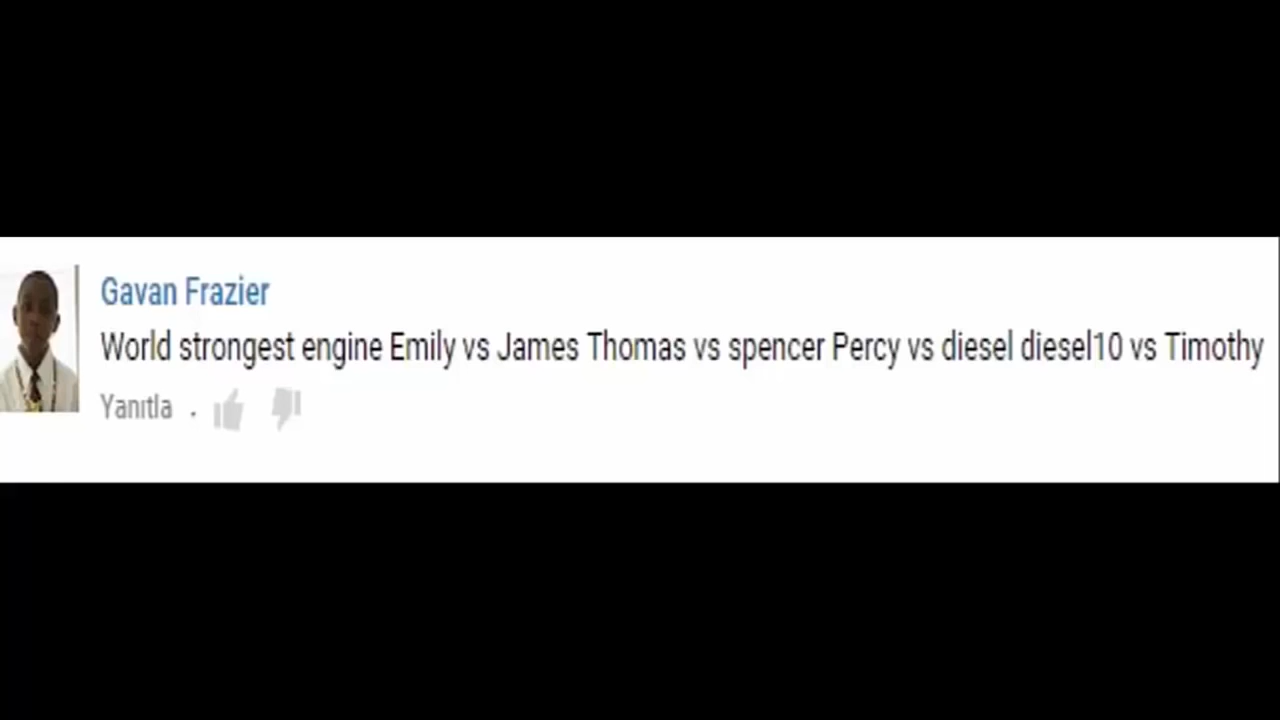 Gavan Frazier
World strongest engine Emily vs James Thomas vs spencer Percy vs diesel diesel10 vs Timothy
Yanıtla .